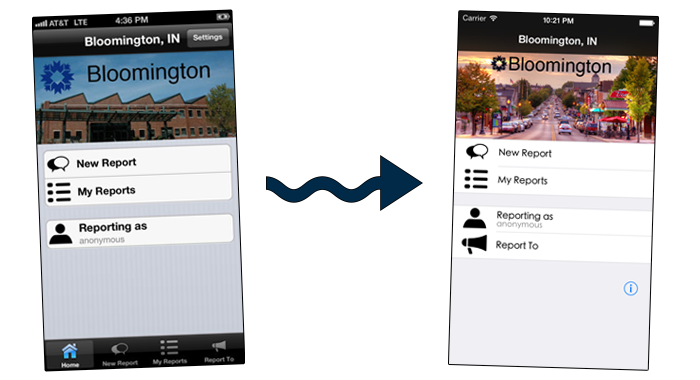 AT&T LTE 4:36 PM
Bloomington, IN Settings
Bloomington
New Report
My Reports
Reporting as
anonymous
Home New Report My Reports Report To
Carrier 10:21 PM
Bloomington, IN
Bloomington
New Report
My Reports
Reporting as
anonymous
Report To